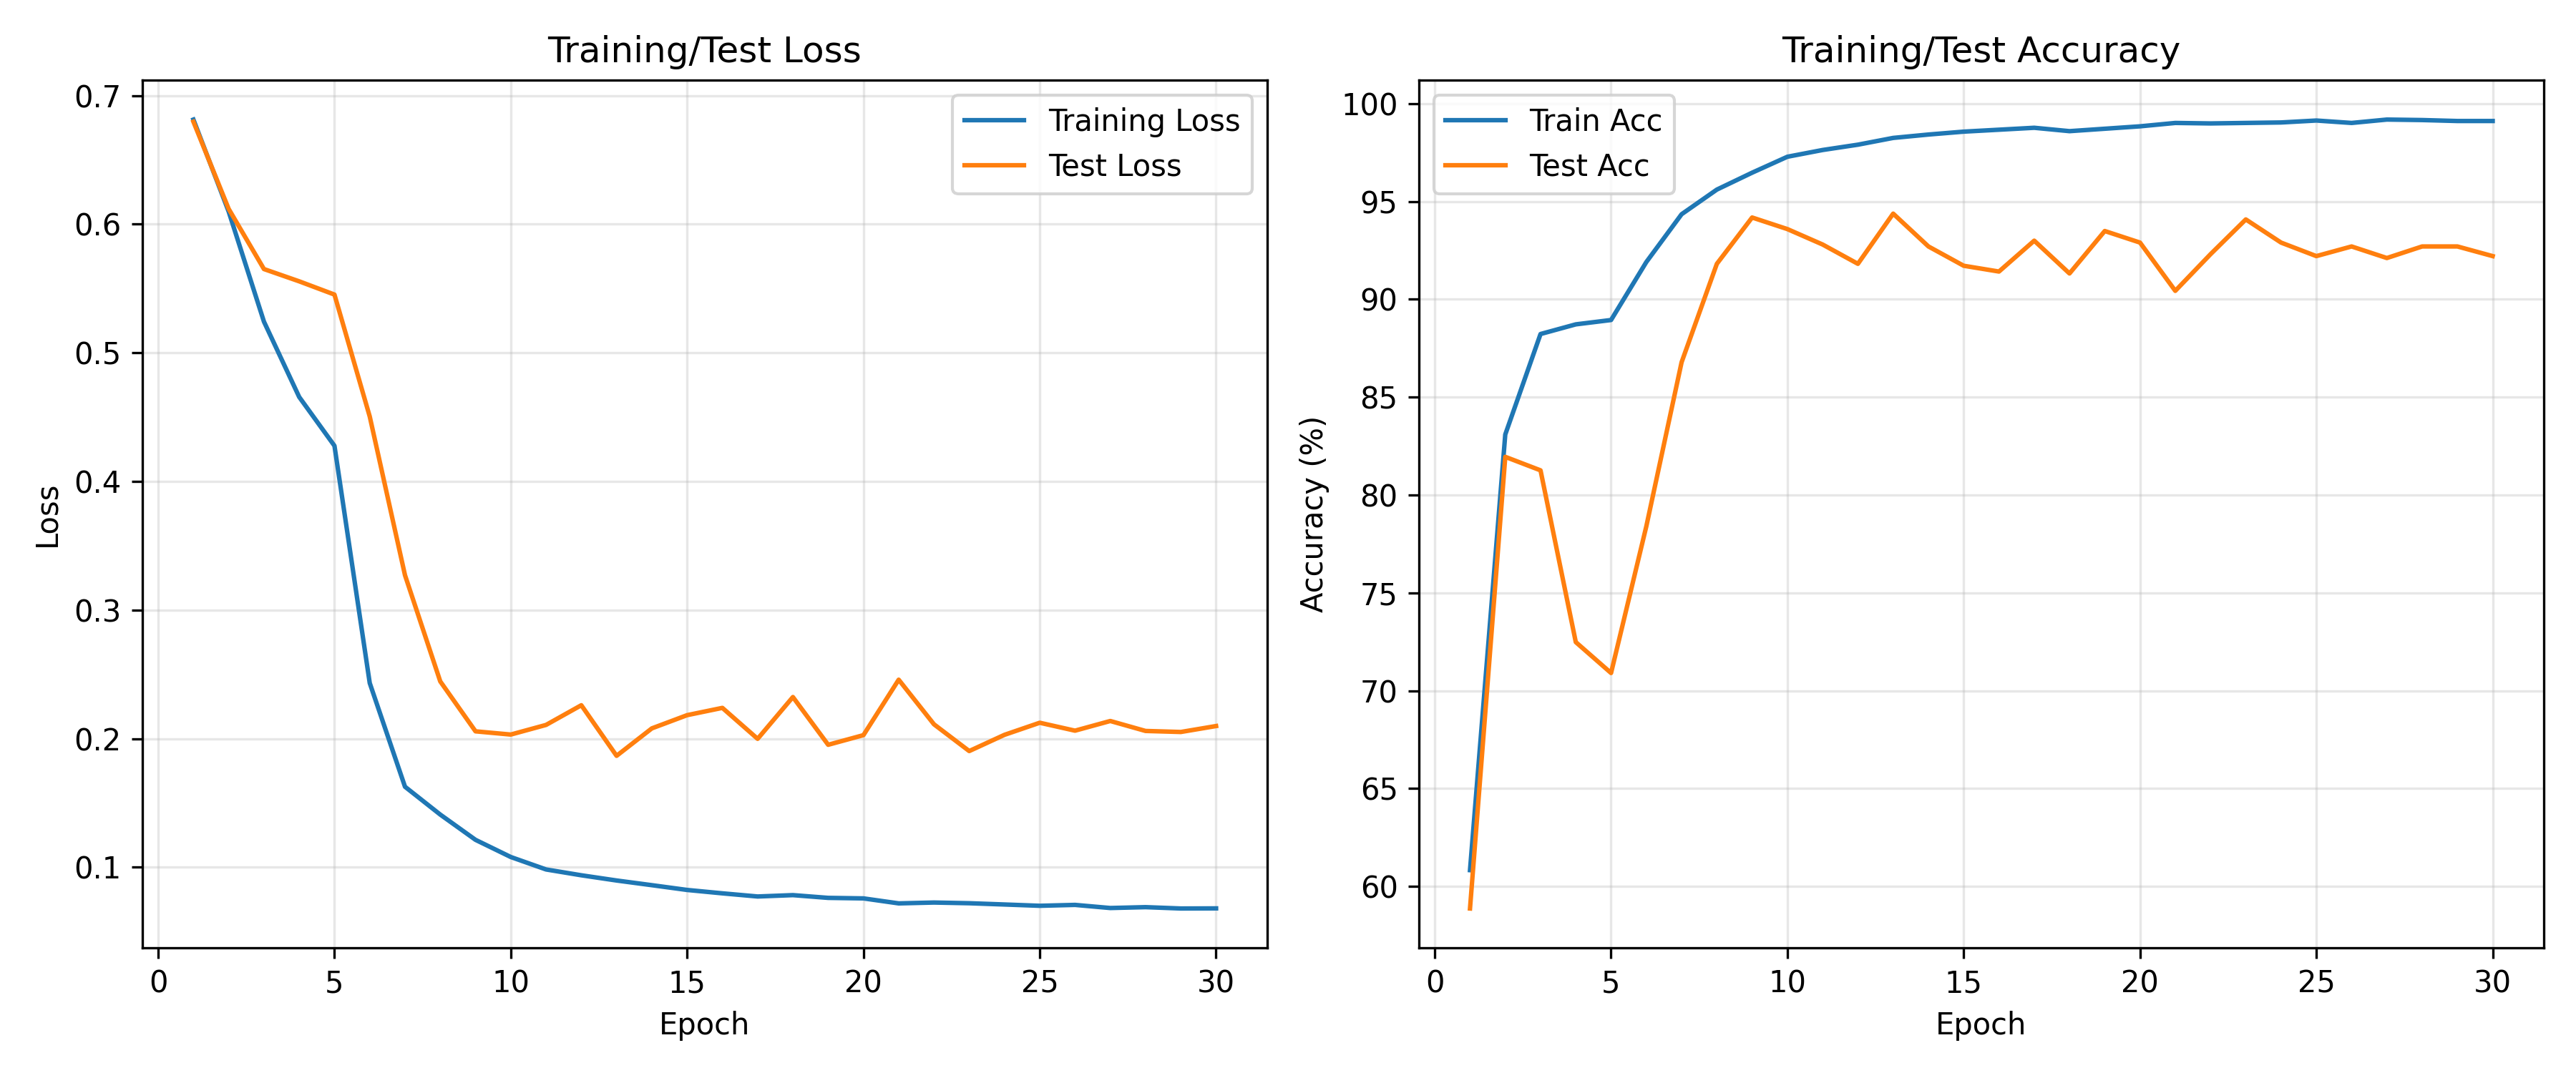 Training/Test Loss
0.7
0.6
0.5
0.4
0.3
0.2
0.1
Loss
Training Loss
Test Loss
0 5 10 15 20 25 30
Epoch
Training/Test Accuracy
100
95
90
85
80
75
70
65
60
Accuracy (%)
Train Acc
Test Acc
0 5 10 15 20 25 30
Epoch